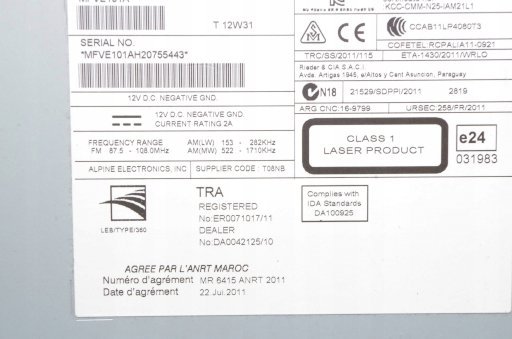 T 12W31
SERIAL NO.
*MFVE101AH20755443*
12V D.C. NEGATIVE GND.
12V D.C. NEGATIVE GND.
CURRENT RATING 2A
FREQUENCY RANGE AM(LW) 153 - 282KHz
FM 87.5 - 108.0MHz AM(MW) 522 - 1710KHz
ALPINE ELECTRONICS, INC SUPPLIER CODE : T08NB
KCC-CMM-N25-IAM21L1
CCAB11LP4080T3
COFETEL RCPALIA11-0921
TRC/SS/2011/115 ETA-1430/2011/WRLO
Rieder & CIA S.A.C.I.
Avda. Artigas 1945, e/Altos y Cent Asuncion, Paraguay
N18 21529/SDPPI/2011 2819
ARG CNC:16-9799 URSEC 258/FR/2011
CLASS 1
LASER PRODUCT
e24
031983
LEB/TYPE/360
TRA
REGISTERED
No:ER0071017/11
DEALER
No:DA0042125/10
Complies with
IDA Standards
DA100925
AGREE PAR L'ANRT MAROC
Numéro d'agrément MR 6415 ANRT 2011
Date d'agrément 22.Jul.2011